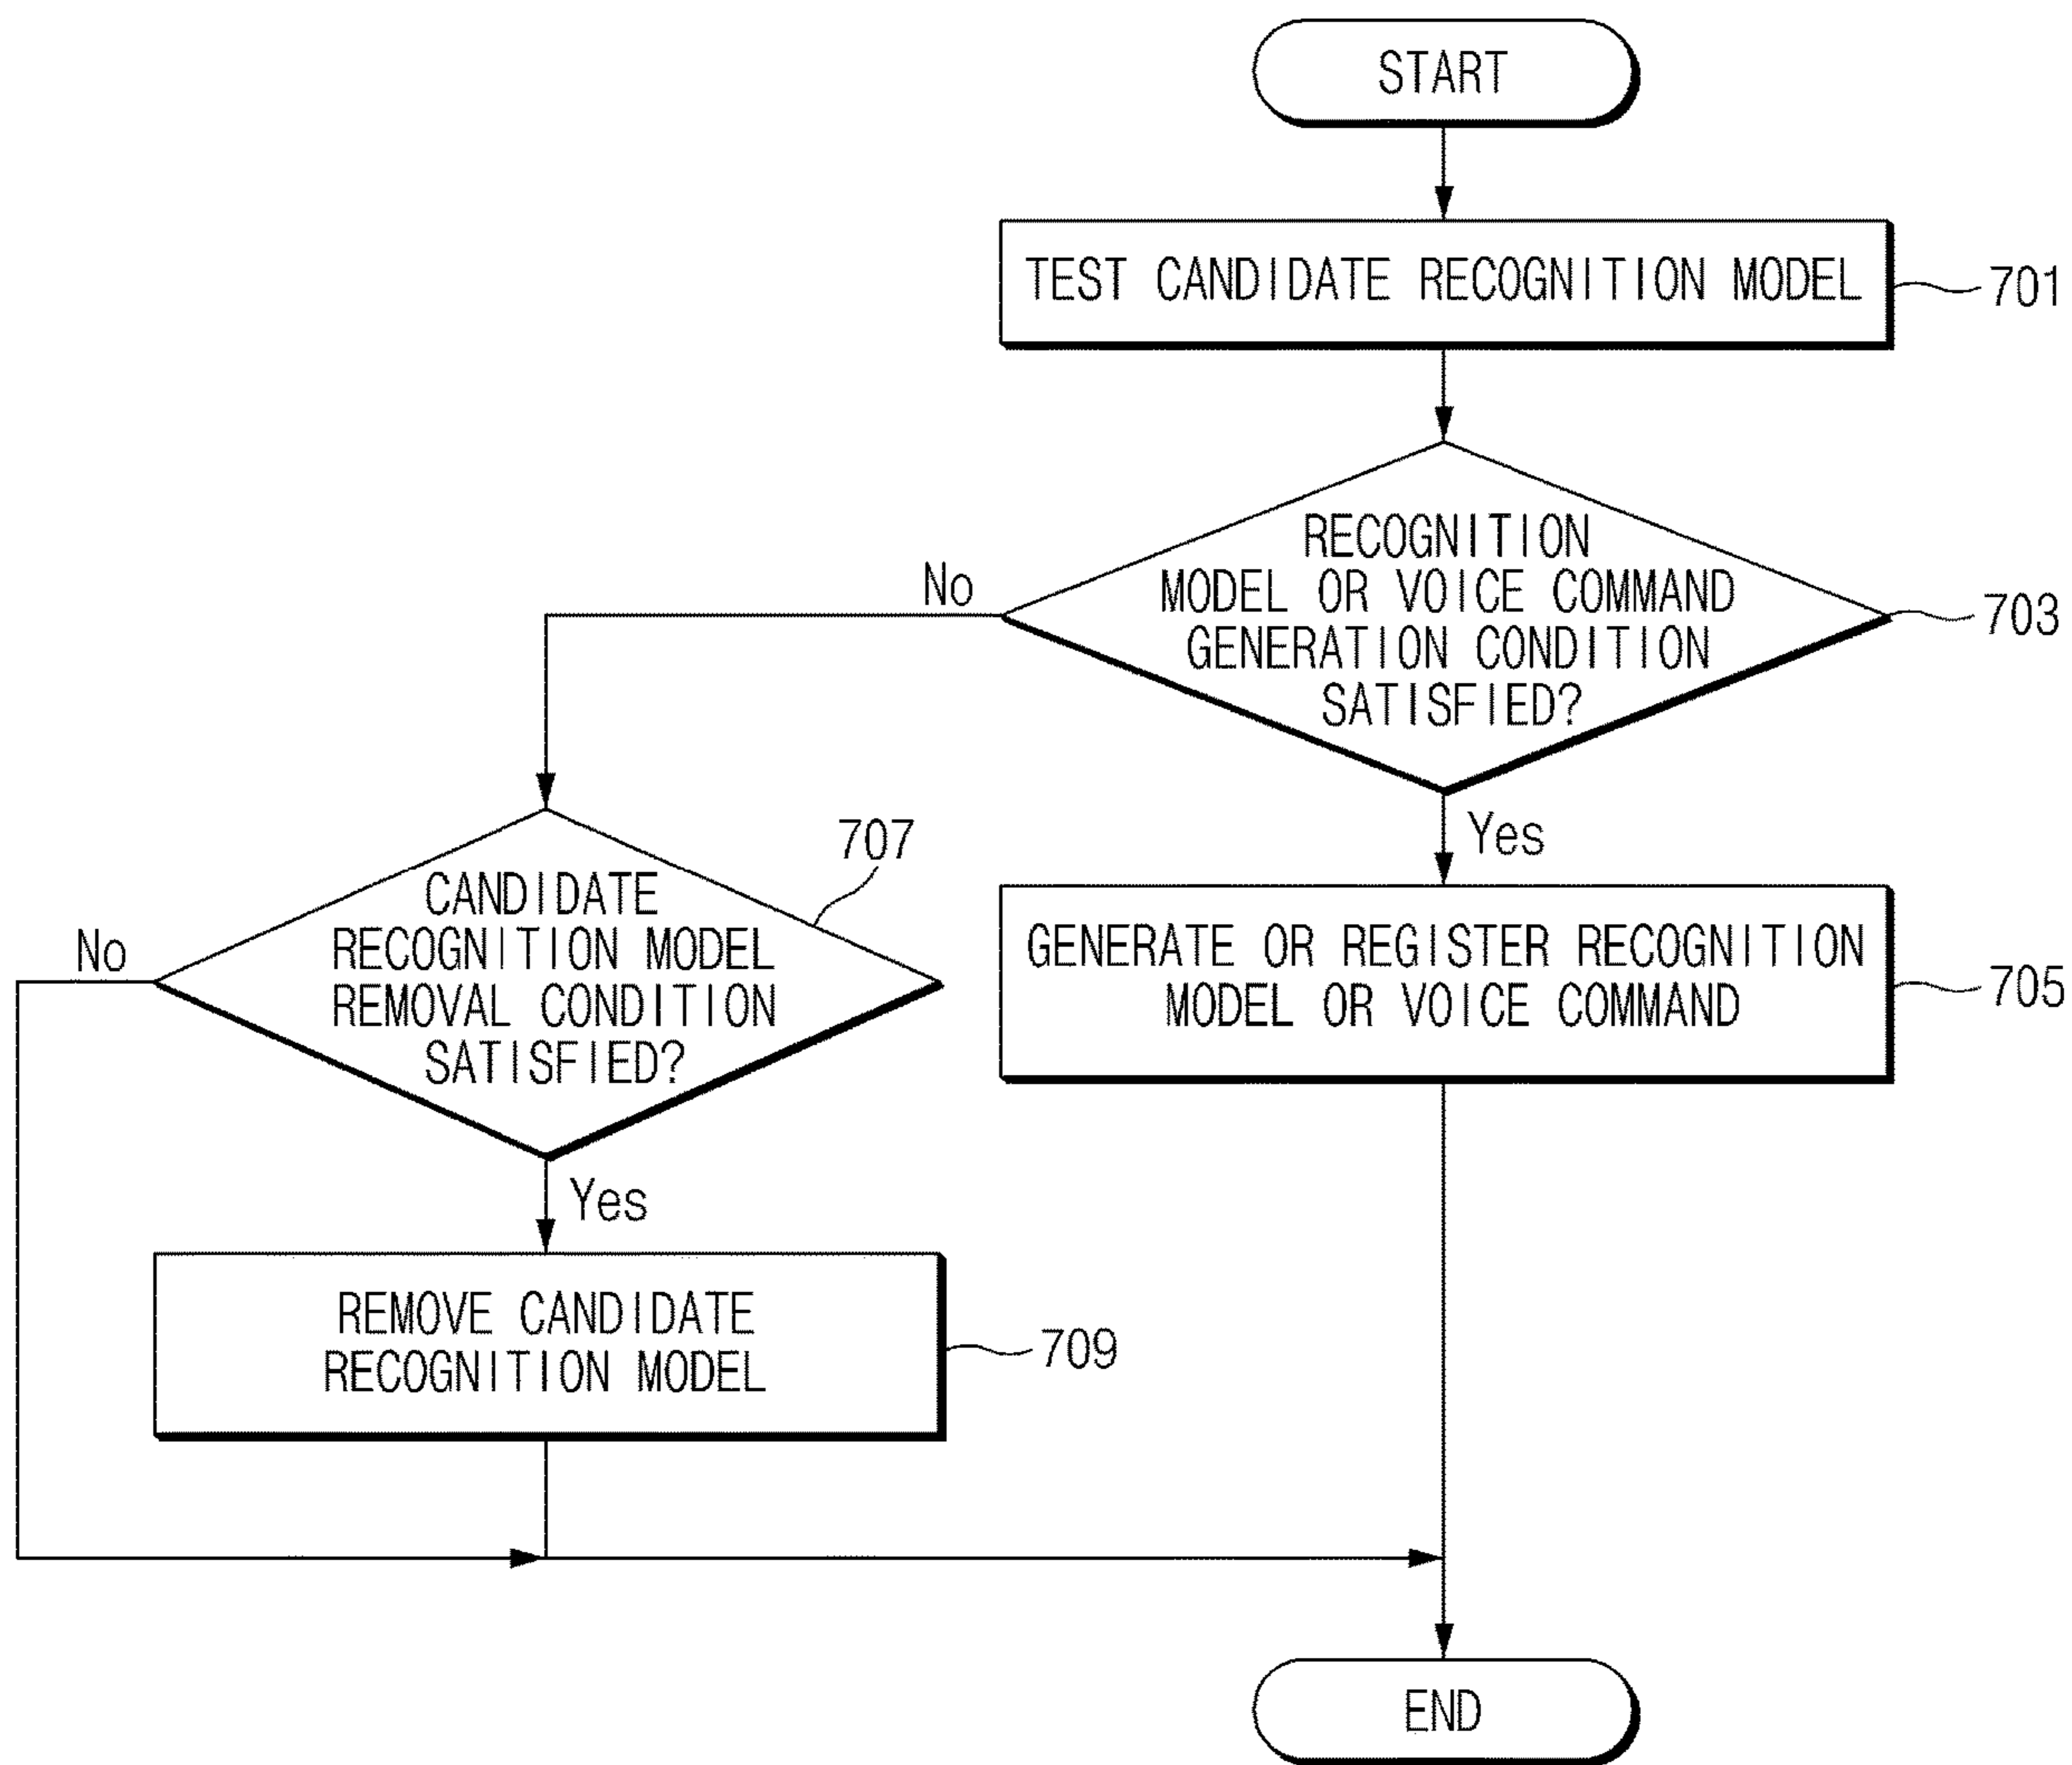 START
TEST CANDIDATE RECOGNITION MODEL
701
RECOGNITION
MODEL OR VOICE COMMAND
GENERATION CONDITION
SATISFIED?
703
No
Yes
707
CANDIDATE
RECOGNITION MODEL
REMOVAL CONDITION
SATISFIED?
No
Yes
GENERATE OR REGISTER RECOGNITION
MODEL OR VOICE COMMAND
705
REMOVE CANDIDATE
RECOGNITION MODEL
709
END